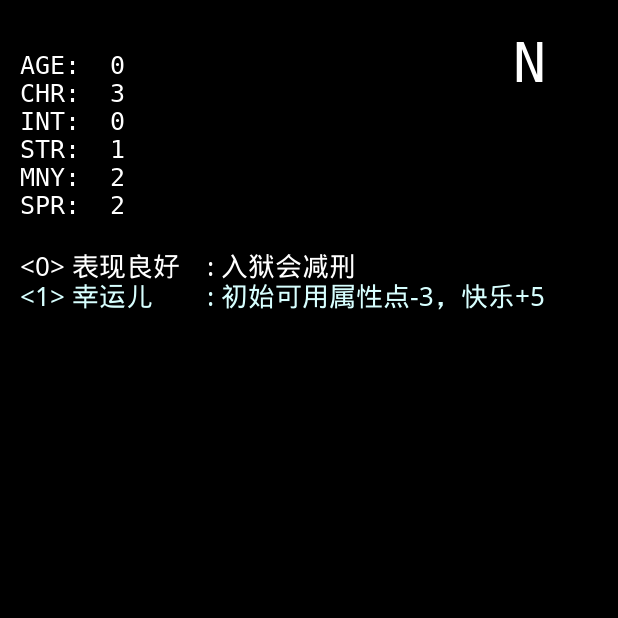 N
AGE: 0
CHR: 3
INT: 0
STR: 1
MNY: 2
SPR: 2
<0> 表现良好 : 入狱会减刑
<1> 幸运儿 : 初始可用属性点-3，快乐+5